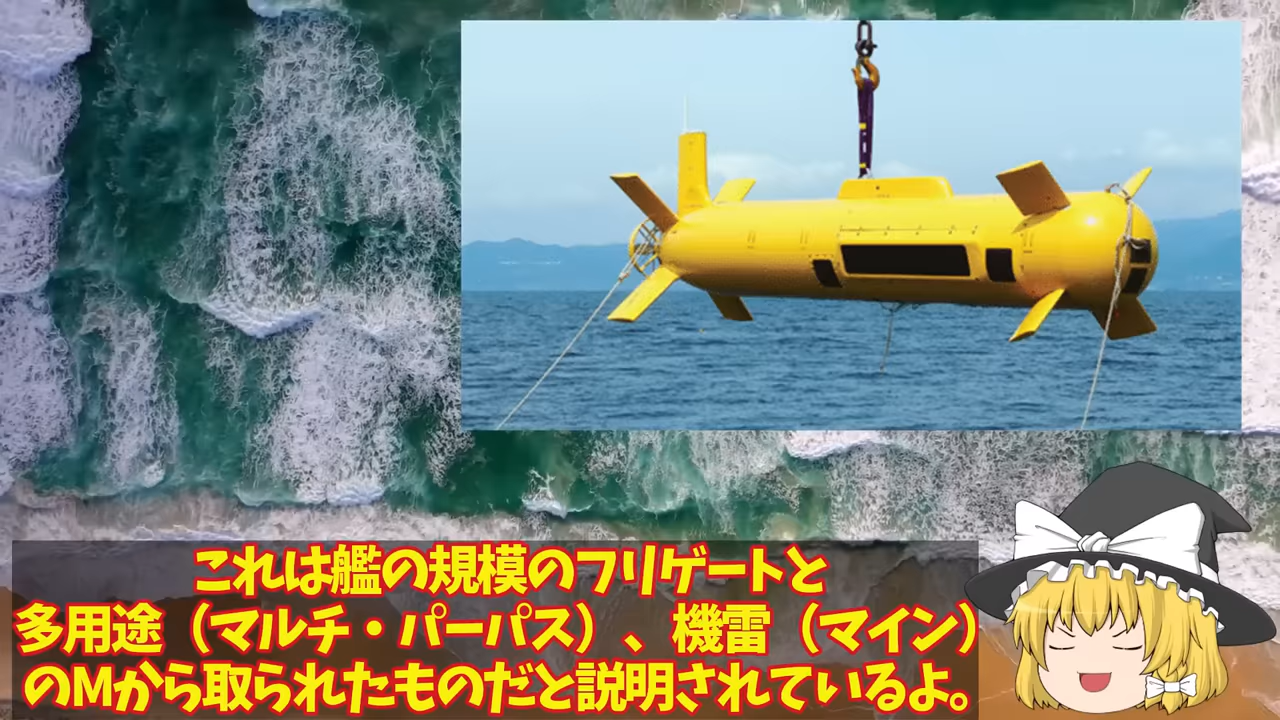 これは艦の規模のフリゲートと
多用途（マルチ・パーパス）、機雷（マイン）
のMから取られたものだと説明されているよ。